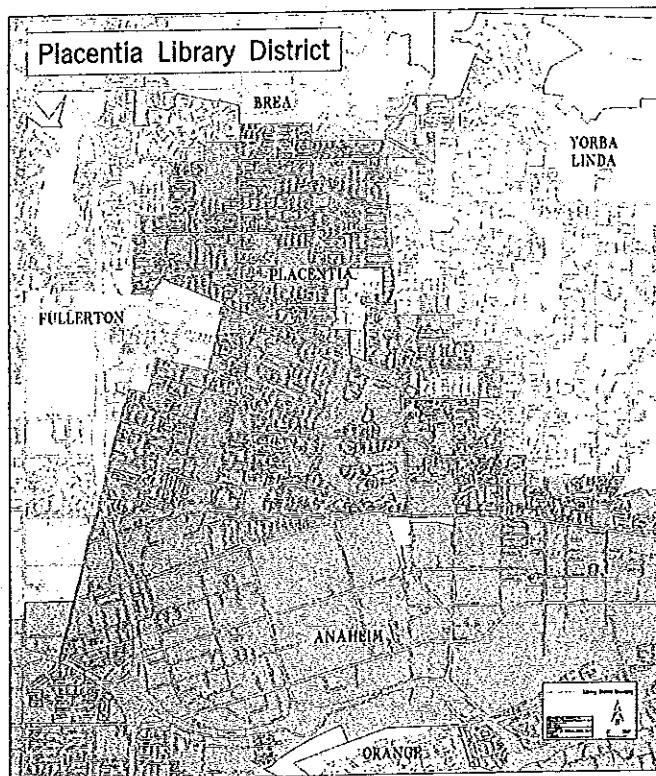 Placentia Library District
BREA
YORBA
LINDA
PLACENTIA
FULLERTON
ANAHEIM
ORANGE